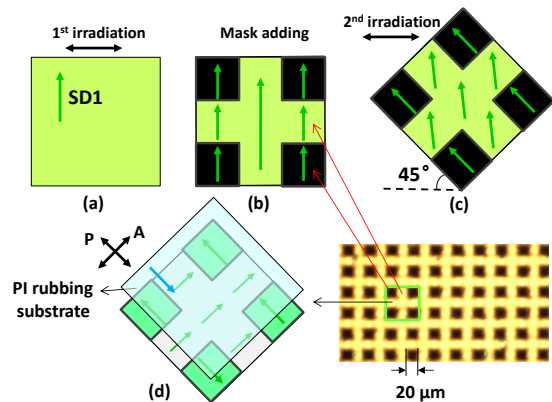 1st irradiation
SD1
(a)
Mask adding
(b)
2nd irradiation
45°
(c)
P
A
PI rubbing
substrate
(d)
20 μm